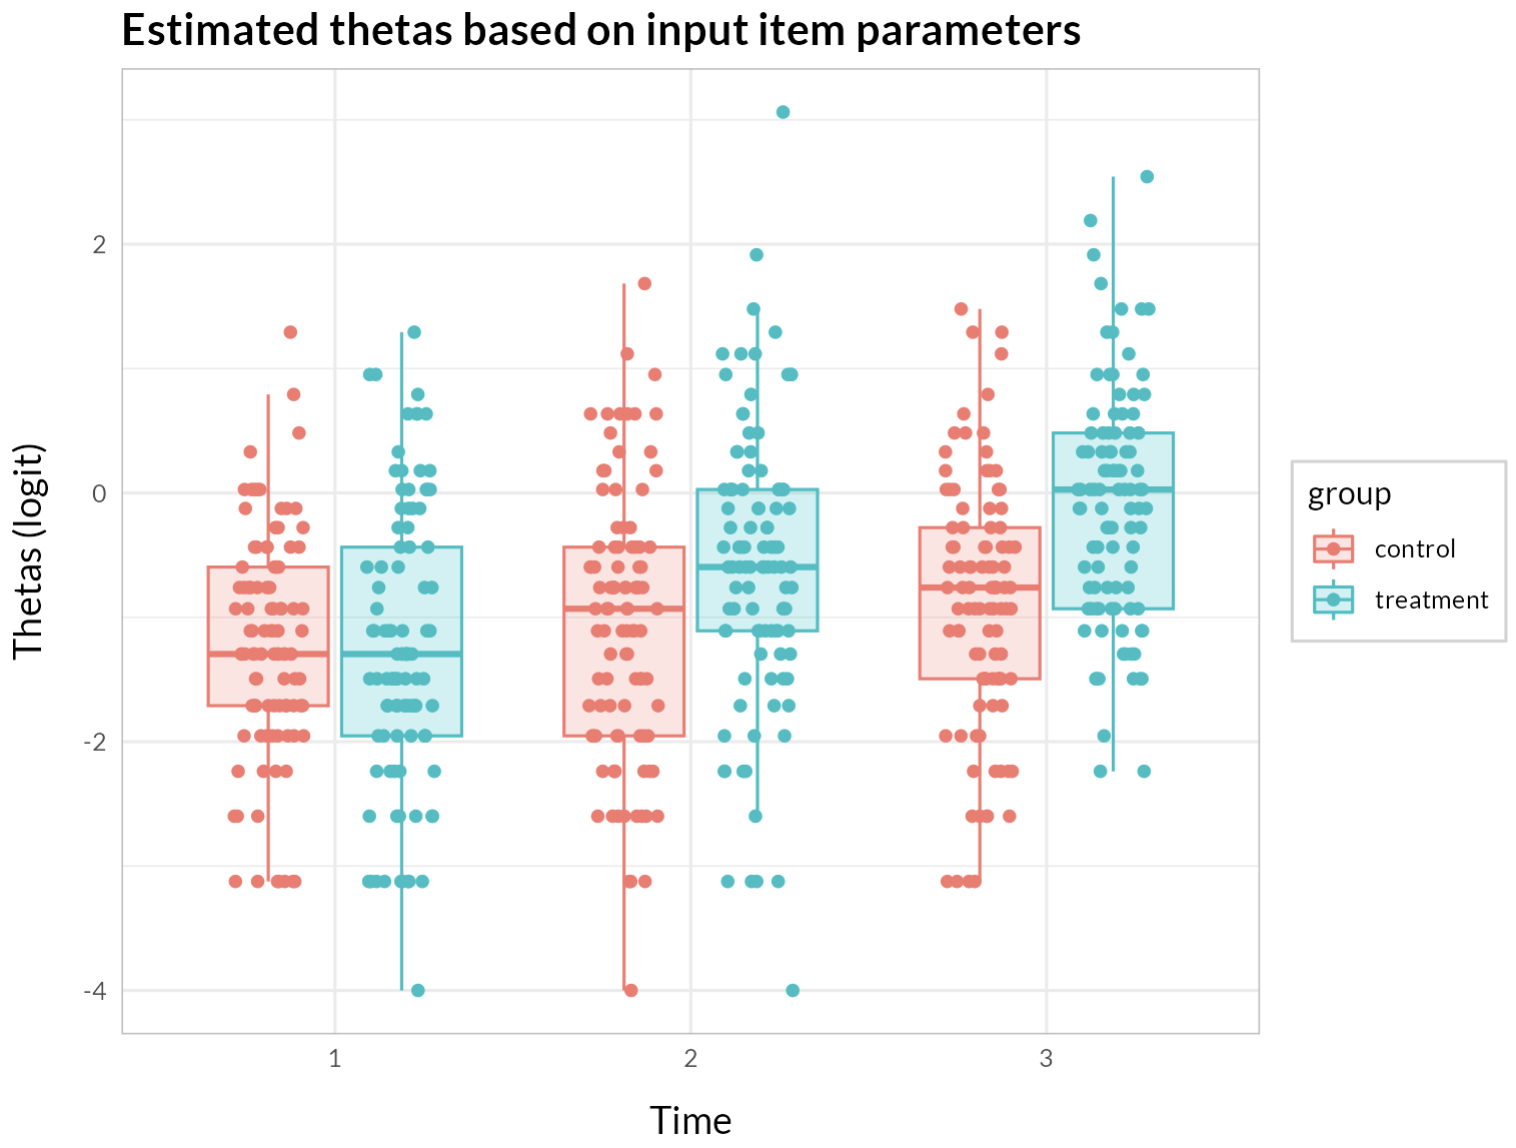 Estimated thetas based on input item parameters
Thetas (logit)
2
0
-2
-4
1
2
3
Time
group
control
treatment